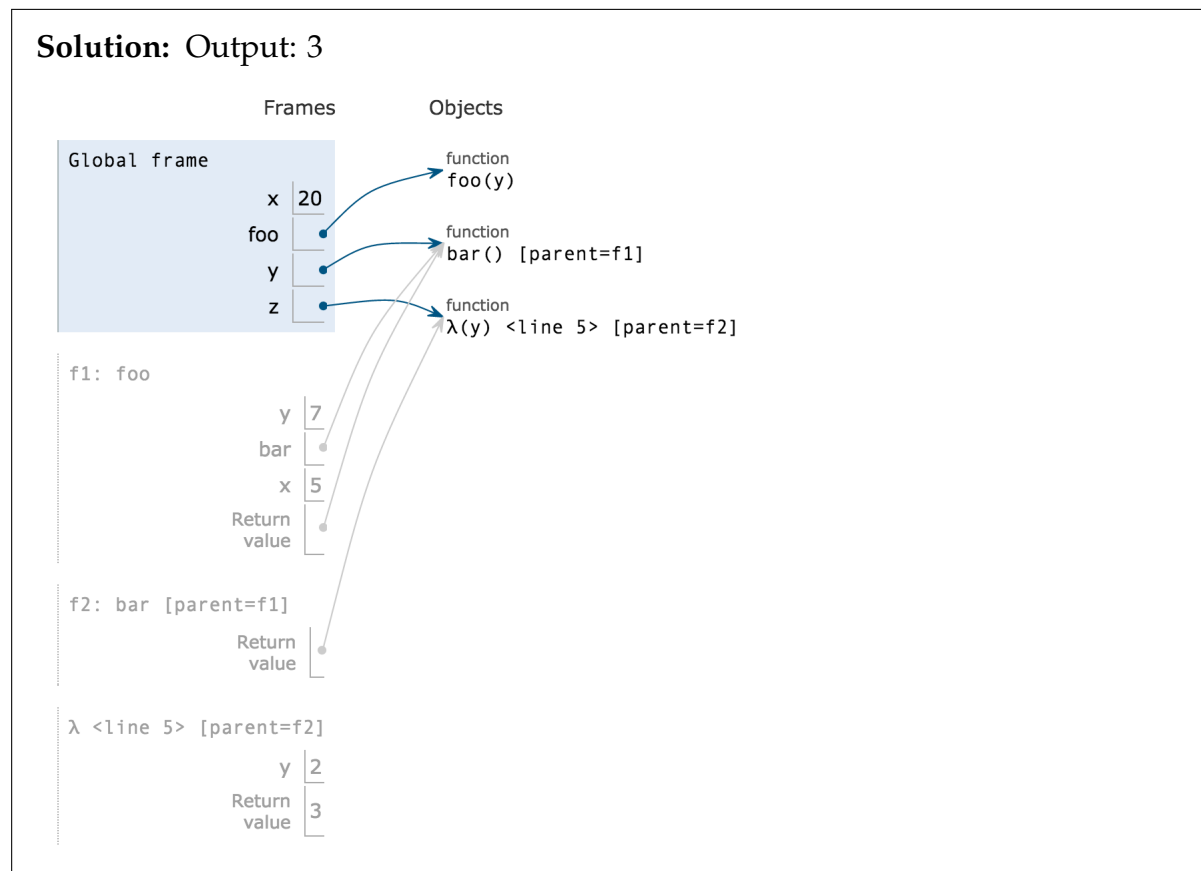 Solution: Output: 3
Frames Objects
Global frame
x 20
foo
y
z
function
foo(y)
function
bar() [parent=f1]
function
λ(y) <line 5> [parent=f2]
f1: foo
y 7
bar
x 5
Return
value
f2: bar [parent=f1]
Return
value
λ <line 5> [parent=f2]
y 2
Return
value 3